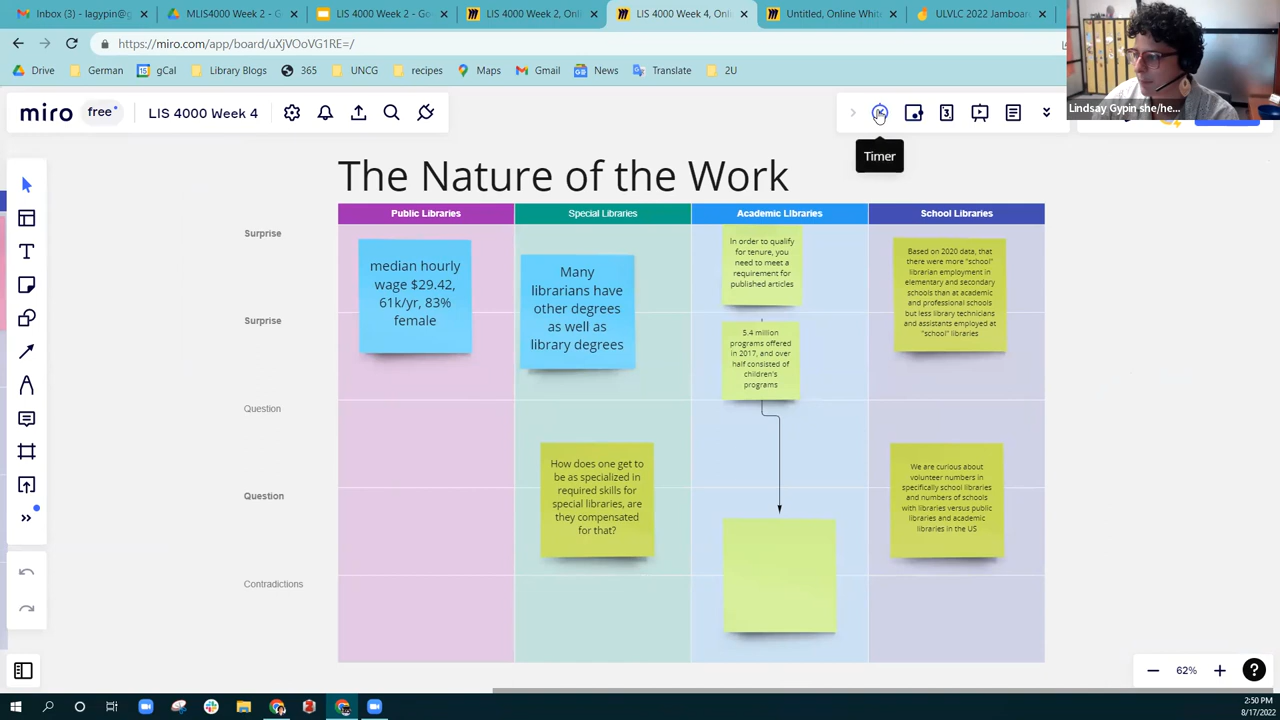 Inbox (3) - lagypin@g
MLIS4000 Week2 - G
LIS 4000 Week 2 - Go
LIS 4000 Week 2, Onl
LIS 4000 Week 4, Onl
Untitled, Online Whit
ULVLC 2022 Jamboard
https://miro.com/app/board/uXjVOoVG1RE=/
Drive
German
gCal
Library Blogs
365
UNCG
recipes
Maps
Gmail
News
Translate
2U
miro
free
LIS 4000 Week 4
3
Lindsay Gypin she/he...
Timer
The Nature of the Work
Public Libraries
Special Libraries
Academic Libraries
School Libraries
Surprise
Surprise
Question
Question
Contradictions
median hourly
wage $29.42,
61k/yr, 83%
female
Many
librarians have
other degrees
as well as
library degrees
In order to qualify
for tenure, you
need to meet a
requirement for
published articles
Based on 2020 data, that
there were more "school"
librarian employment in
elementary and secondary
schools than at academic
and professional schools
but less library technicians
and assistants employed at
"school" libraries
5.4 million
programs offered
in 2017, and over
half consisted of
children's
programs
How does one get to
be as specialized in
required skills for
special libraries, are
they compensated
for that?
We are curious about
volunteer numbers in
specifically school libraries
and numbers of schools
with libraries versus public
libraries and academic
libraries in the US
62%
2:50 PM
8/17/2022